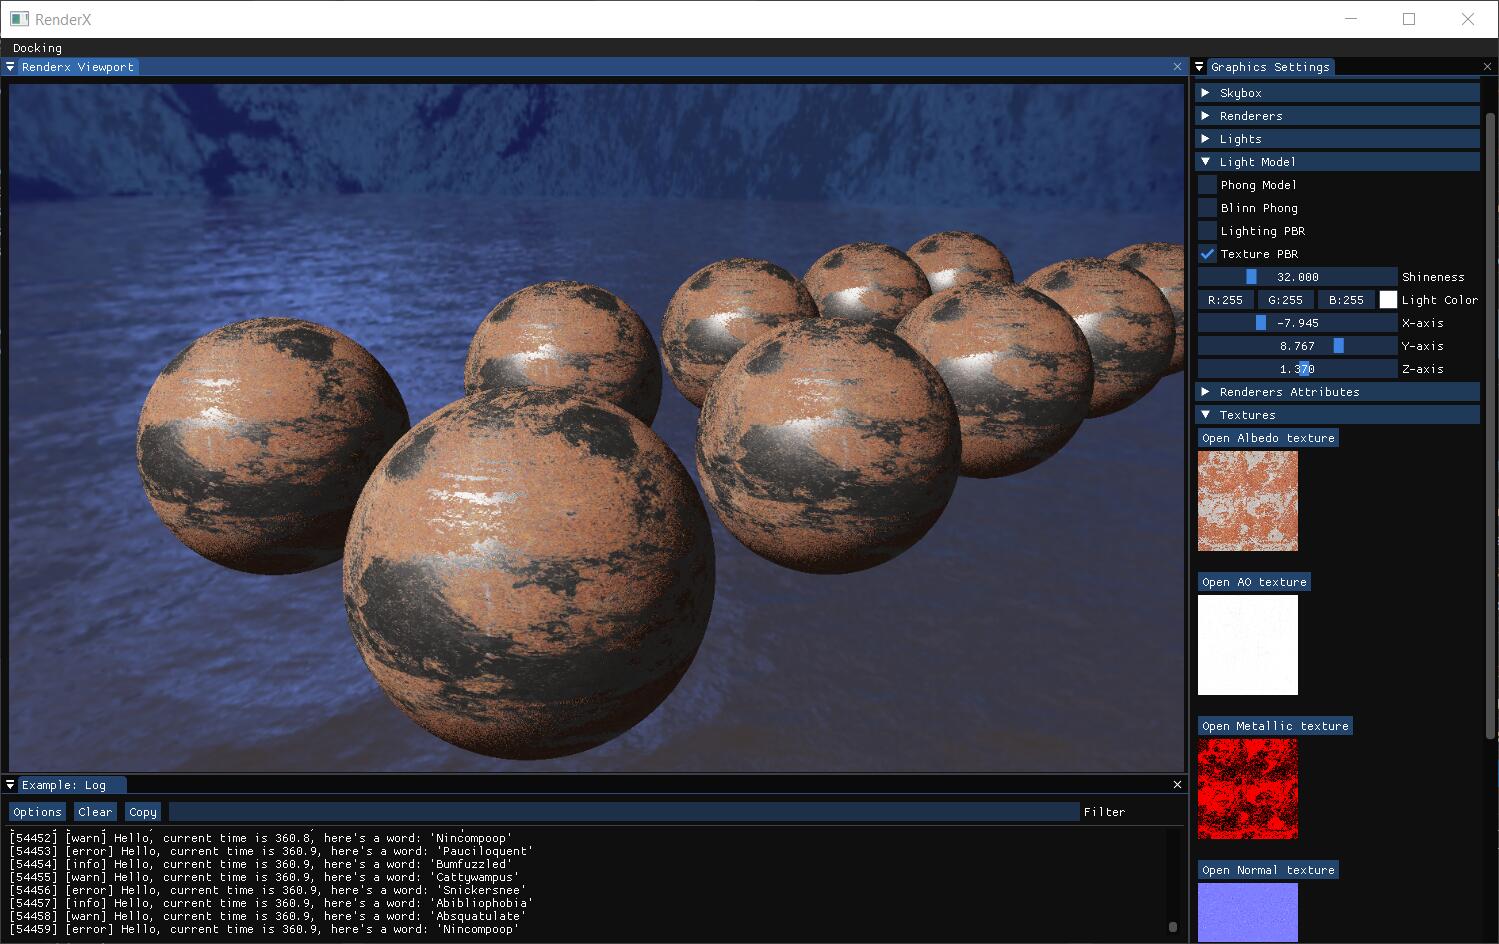 RenderX
Docking
Renderx Viewport
Graphics Settings
Skybox
Renderers
Lights
Light Model
Phong Model
Blinn Phong
Lighting PBR
Texture PBR
32.000 Shineness
R:255 G:255 B:255 Light Color
-7.945 X-axis
8.767 Y-axis
1.370 Z-axis
Renderers Attributes
Textures
Open Albedo texture
Open AO texture
Open Metallic texture
Open Normal texture
Example: Log
Options Clear Copy Filter
[54452] [warn] Hello, current time is 360.8, here's a word: 'Nincompoop'
[54453] [error] Hello, current time is 360.9, here's a word: 'Pauciloquent'
[54454] [info] Hello, current time is 360.9, here's a word: 'Bumfuzzled'
[54455] [warn] Hello, current time is 360.9, here's a word: 'Cattywampus'
[54456] [error] Hello, current time is 360.9, here's a word: 'Snickersnee'
[54457] [info] Hello, current time is 360.9, here's a word: 'Abibliophobia'
[54458] [warn] Hello, current time is 360.9, here's a word: 'Absquatulate'
[54459] [error] Hello, current time is 360.9, here's a word: 'Nincompoop'